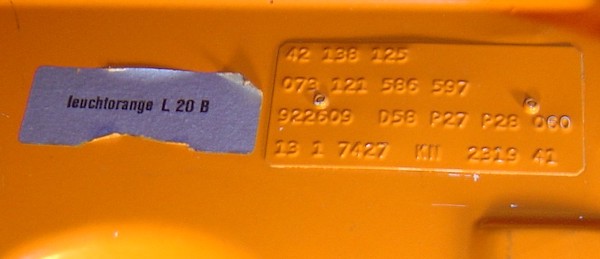 leuchtorange L 20 B
42 138 125
073 121 586 597
922609 D58 P27 P28 060
13 1 7427 KN 2319 41